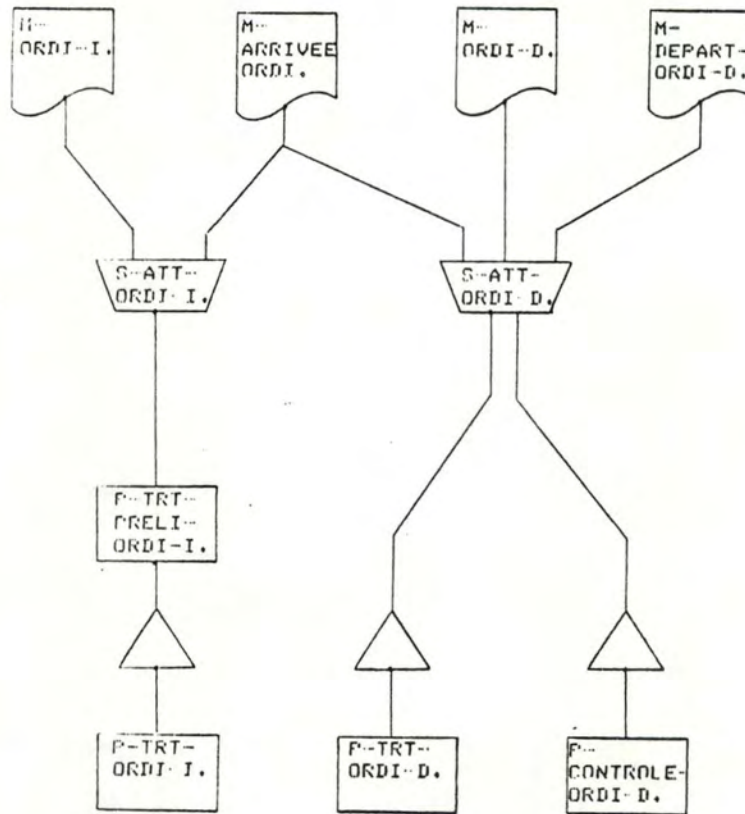 M-
ORDI-I.
M-
ARRIVEE
ORDI.
M-
ORDI-D.
M-
DEPART-
ORDI-D.
S-ATT-
ORDI-I.
S-ATT-
ORDI-D.
P-TRT-
PRELI-
ORDI-I.
P-TRT-
ORDI-I.
P-TRT-
ORDI-D.
P-
CONTROLE-
ORDI-D.